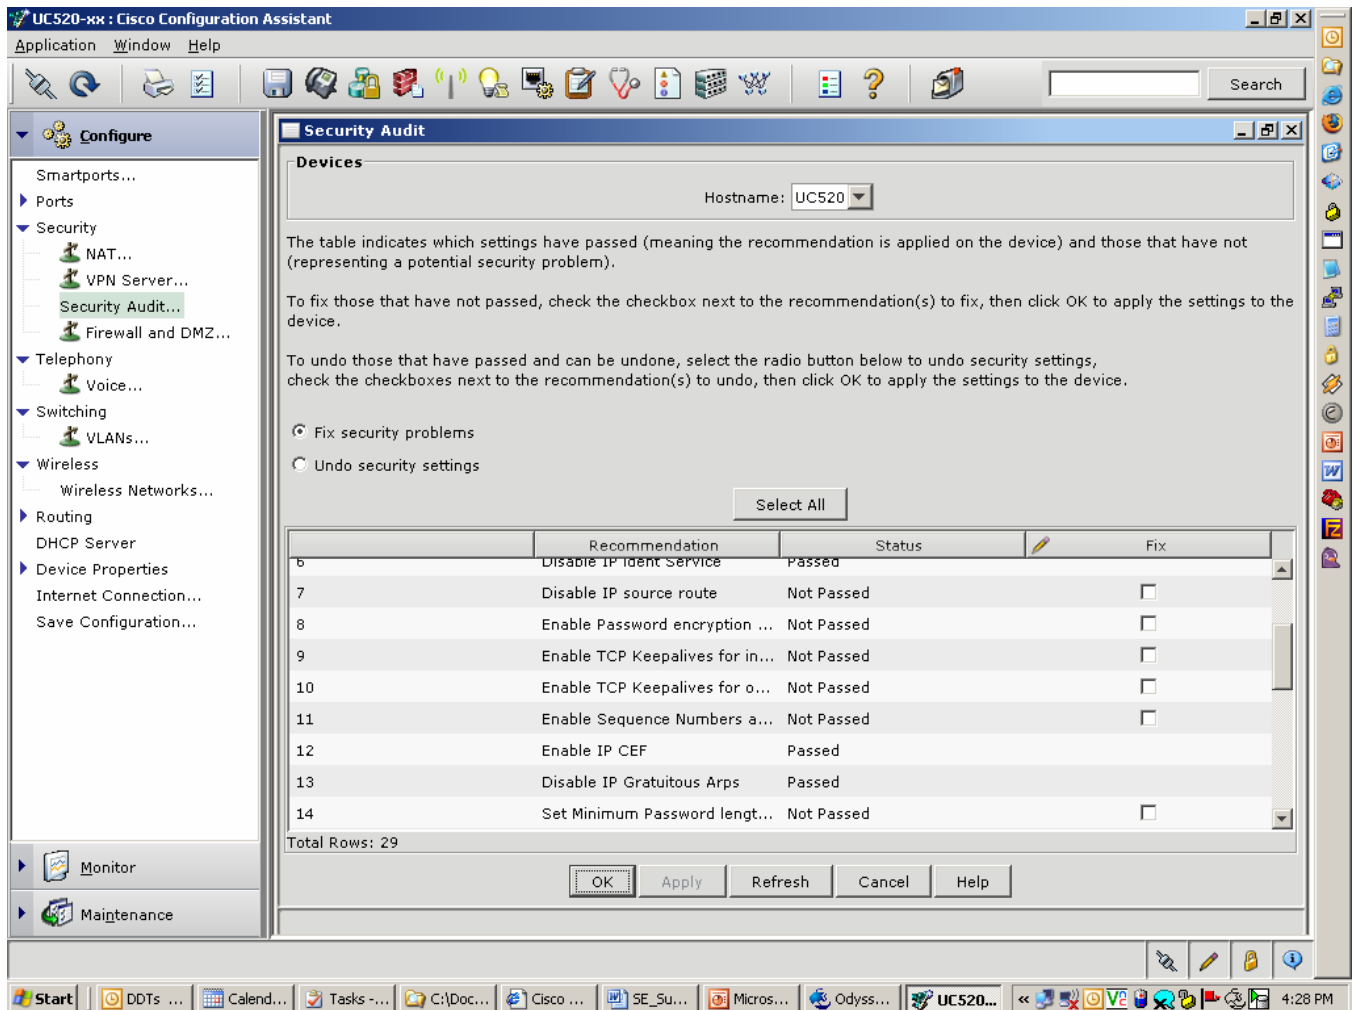 UC520-xx : Cisco Configuration Assistant
Application Window Help
Search
Configure
Smartports...
Ports
Security
NAT...
VPN Server...
Security Audit...
Firewall and DMZ...
Telephony
Voice...
Switching
VLANs...
Wireless
Wireless Networks...
Routing
DHCP Server
Device Properties
Internet Connection...
Save Configuration...
Monitor
Maintenance
Security Audit
Devices
Hostname: UC520
The table indicates which settings have passed (meaning the recommendation is applied on the device) and those that have not
(representing a potential security problem).
To fix those that have not passed, check the checkbox next to the recommendation(s) to fix, then click OK to apply the settings to the
device.
To undo those that have passed and can be undone, select the radio button below to undo security settings,
check the checkboxes next to the recommendation(s) to undo, then click OK to apply the settings to the device.
Fix security problems
Undo security settings
Select All
Recommendation Status Fix
6 Disable IP Ident Service Passed
7 Disable IP source route Not Passed
8 Enable Password encryption ... Not Passed
9 Enable TCP Keepalives for in... Not Passed
10 Enable TCP Keepalives for o... Not Passed
11 Enable Sequence Numbers a... Not Passed
12 Enable IP CEF Passed
13 Disable IP Gratuitous Arps Passed
14 Set Minimum Password lengt... Not Passed
Total Rows: 29
OK Apply Refresh Cancel Help
Start DDTs ... Calend... Tasks -... C:\Doc... Cisco ... SE_Su... Micros... Odyss... UC520... « 4:28 PM